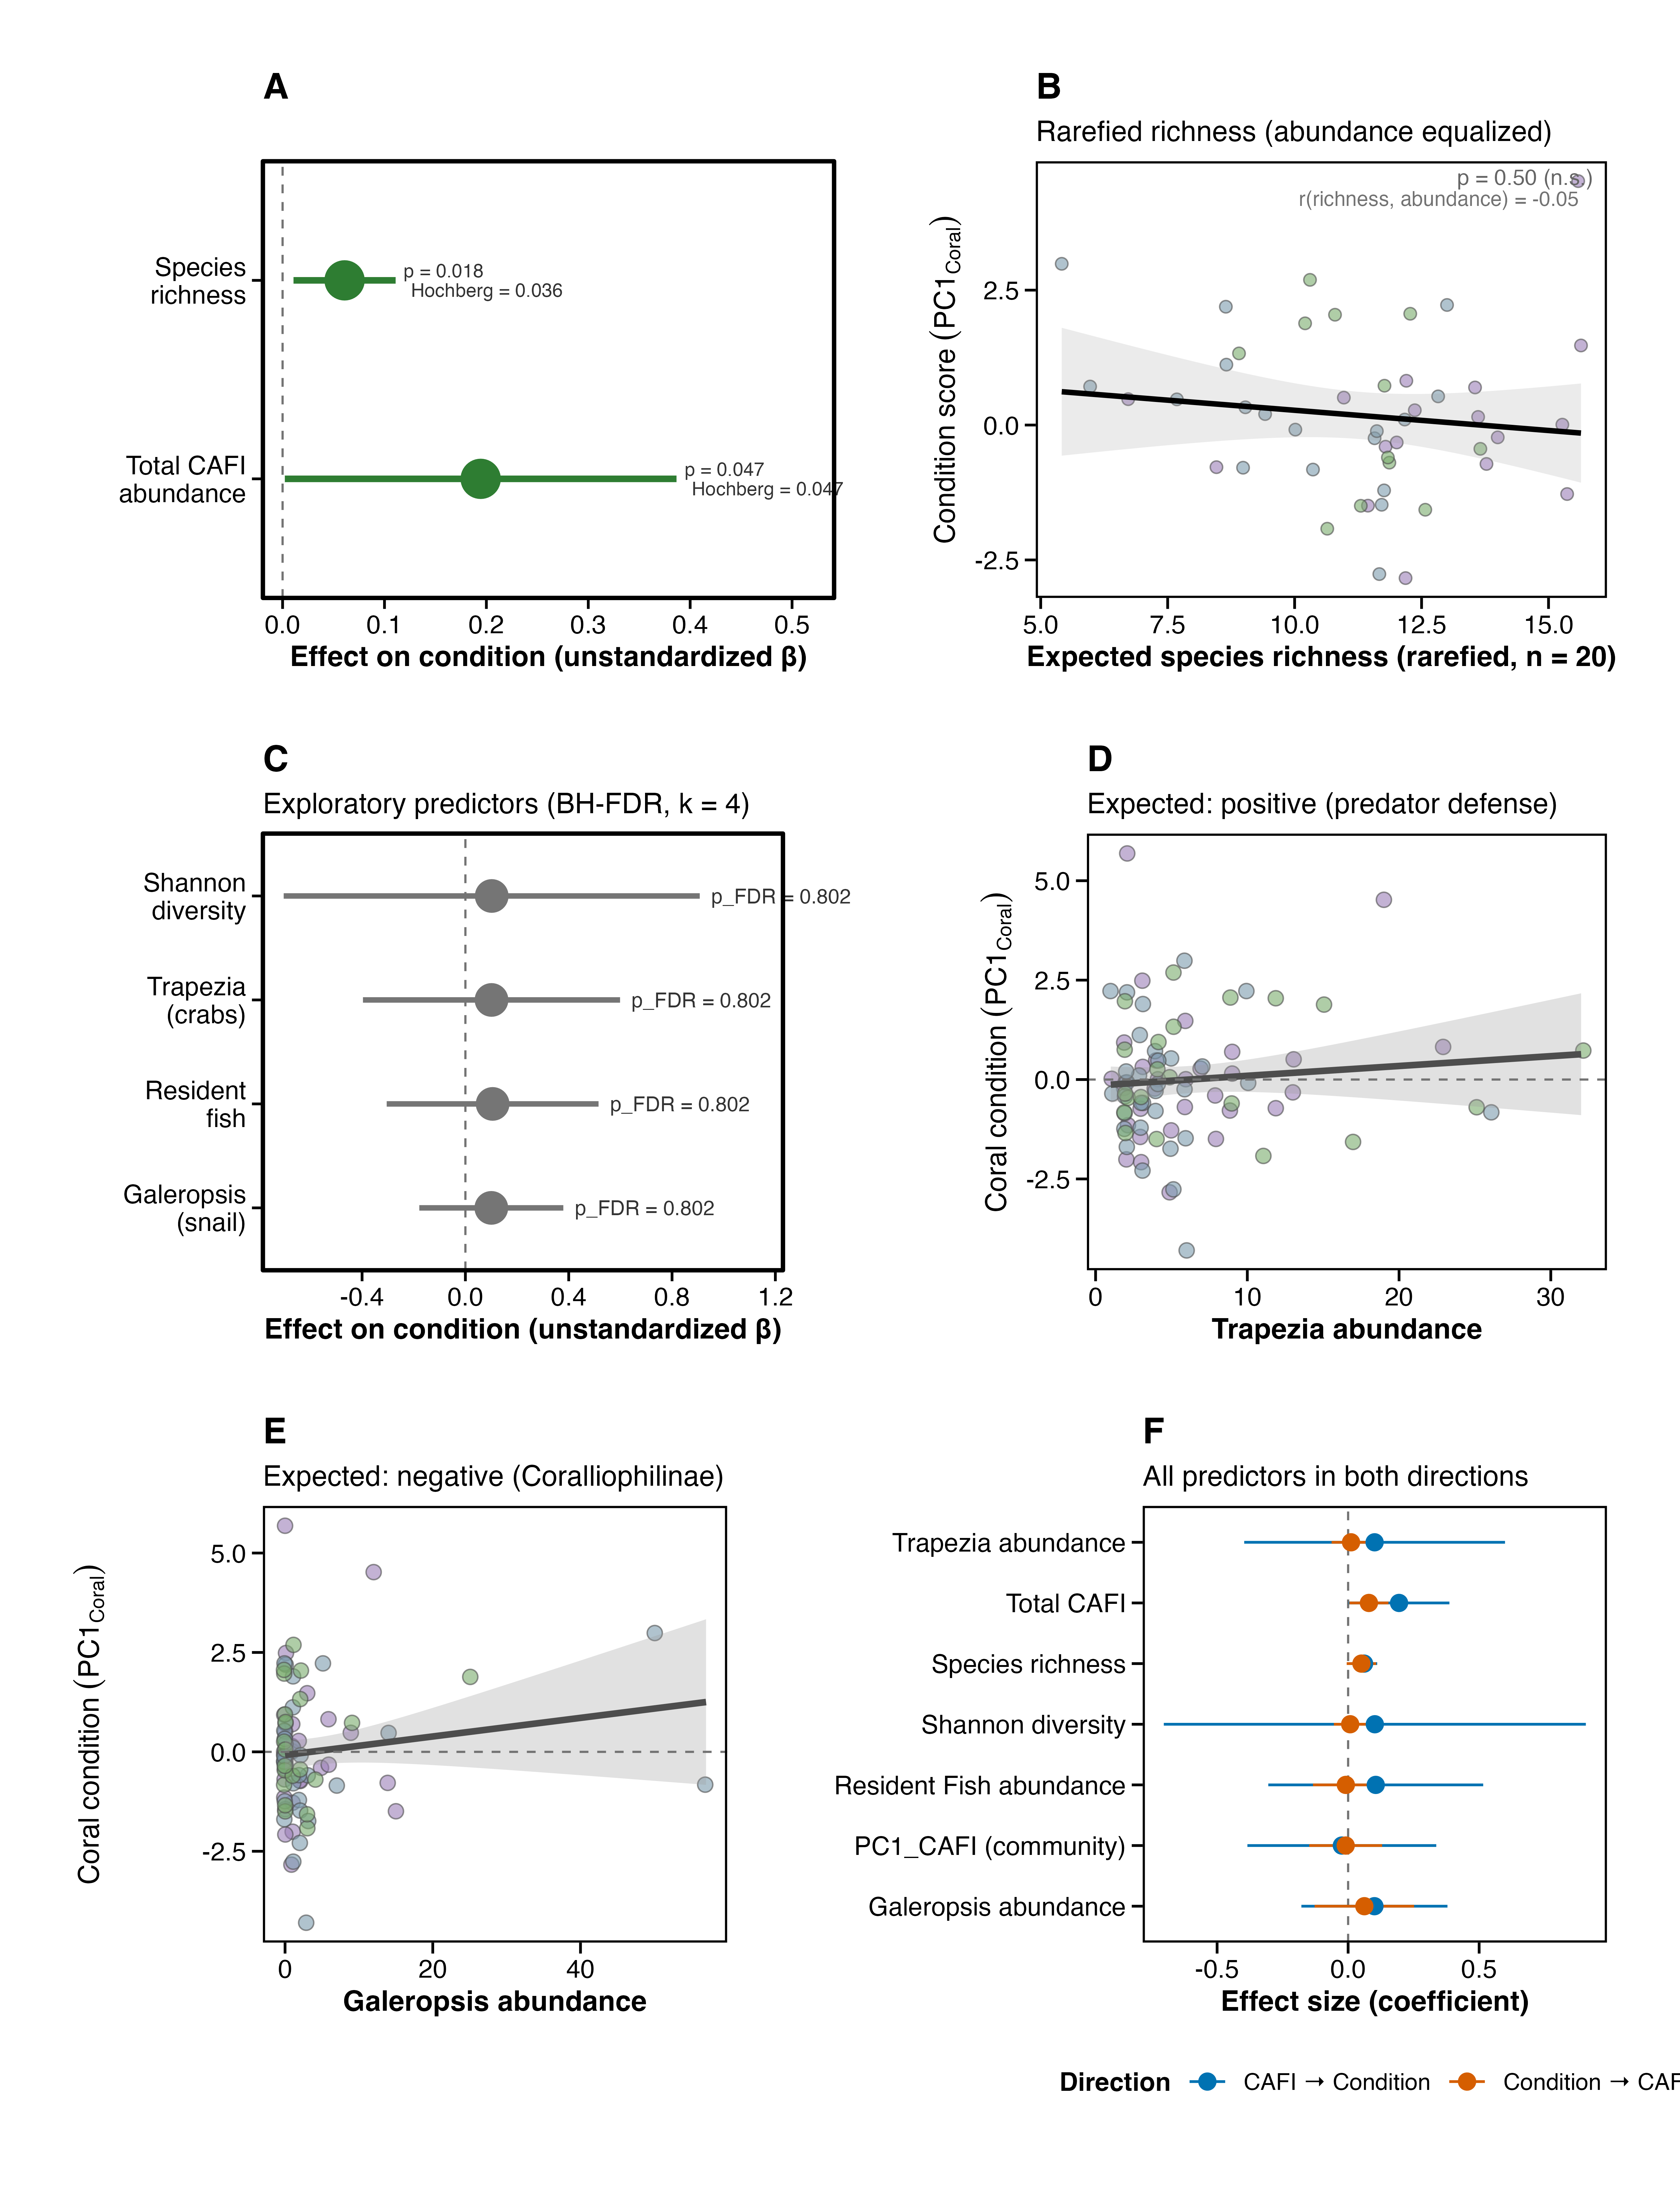 A
Species
richness
p = 0.018
Hochberg = 0.036
Total CAFI
abundance
p = 0.047
Hochberg = 0.047
0.0 0.1 0.2 0.3 0.4 0.5
Effect on condition (unstandardized β)
B
Rarefied richness (abundance equalized)
p = 0.50 (n.s.)
r(richness, abundance) = -0.05
Condition score (PC1Coral)
2.5
0.0
-2.5
5.0 7.5 10.0 12.5 15.0
Expected species richness (rarefied, n = 20)
C
Exploratory predictors (BH-FDR, k = 4)
Shannon
diversity
p_FDR = 0.802
Trapezia
(crabs)
p_FDR = 0.802
Resident
fish
p_FDR = 0.802
Galeropsis
(snail)
p_FDR = 0.802
-0.4 0.0 0.4 0.8 1.2
Effect on condition (unstandardized β)
D
Expected: positive (predator defense)
Coral condition (PC1Coral)
5.0
2.5
0.0
-2.5
0 10 20 30
Trapezia abundance
E
Expected: negative (Coralliophilinae)
Coral condition (PC1Coral)
5.0
2.5
0.0
-2.5
0 20 40
Galeropsis abundance
F
All predictors in both directions
Trapezia abundance
Total CAFI
Species richness
Shannon diversity
Resident Fish abundance
PC1_CAFI (community)
Galeropsis abundance
-0.5 0.0 0.5
Effect size (coefficient)
Direction CAFI → Condition Condition → CAF